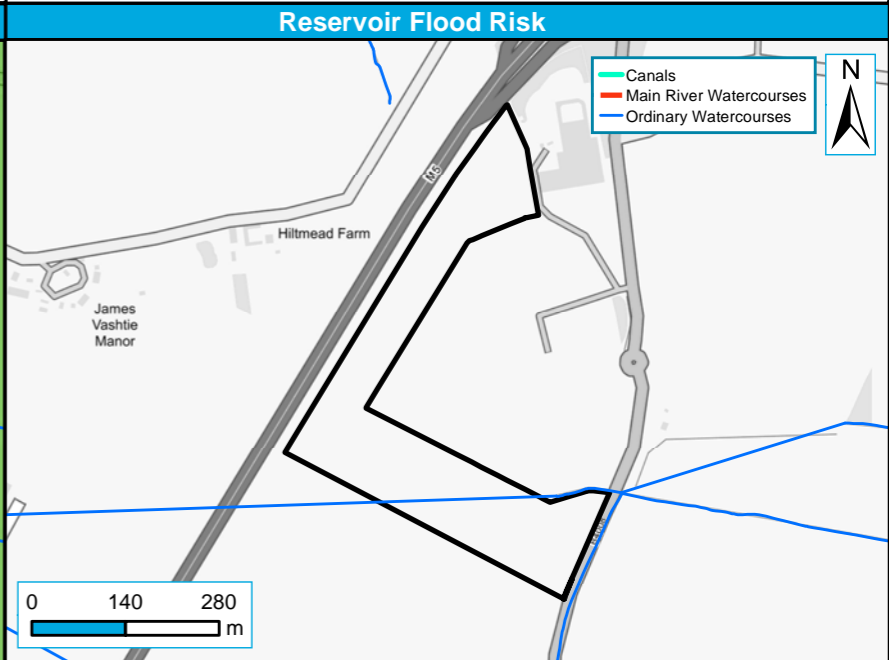 Reservoir Flood Risk
Canals
Main River Watercourses
Ordinary Watercourses
N
M5
Hiltmead Farm
James
Vashtie
Manor
0 140 280
m